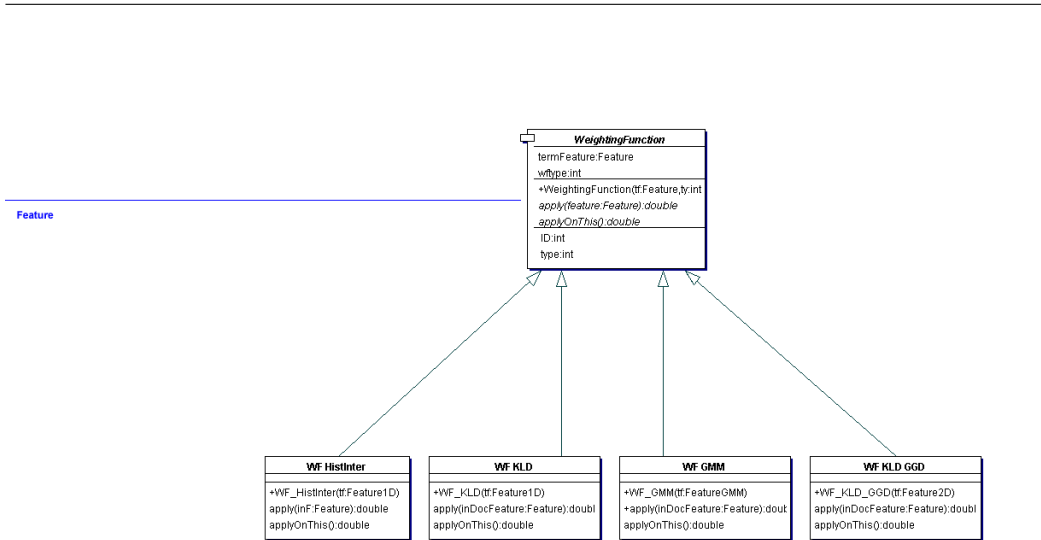 WeightingFunction
termFeature:Feature
wftype:int
+WeightingFunction(tf:Feature,ty:int
apply(feature:Feature):double
applyOnThis():double
ID:int
type:int
Feature
WF HistInter
+WF_HistInter(tf:Feature1D)
apply(inF:Feature):double
applyOnThis():double
WF KLD
+WF_KLD(tf:Feature1D)
apply(inDocFeature:Feature):doubl
applyOnThis():double
WF GMM
+WF_GMM(tf:FeatureGMM)
+apply(inDocFeature:Feature):doub
applyOnThis():double
WF KLD GGD
+WF_KLD_GGD(tf:Feature2D)
apply(inDocFeature:Feature):doubl
applyOnThis():double